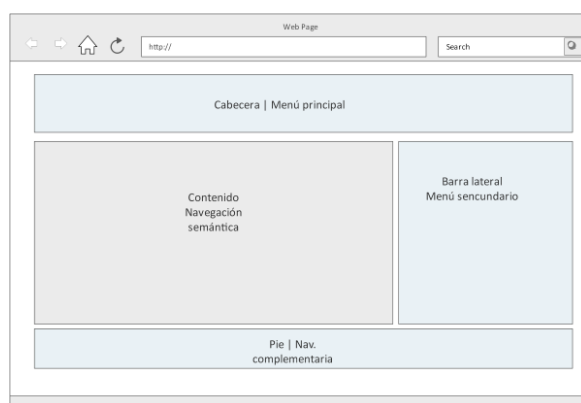 Web Page
http://
Search
Cabecera | Menú principal
Contenido
Navegación
semántica
Barra lateral
Menú sencundario
Pie | Nav.
complementaria